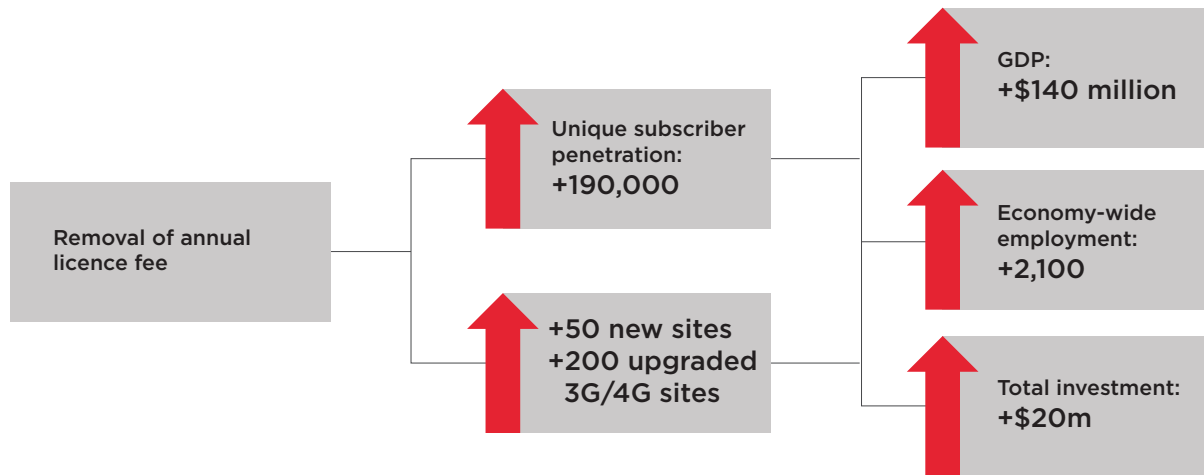 Removal of annual
licence fee
Unique subscriber
penetration:
+190,000
+50 new sites
+200 upgraded
3G/4G sites
GDP:
+$140 million
Economy-wide
employment:
+2,100
Total investment:
+$20m